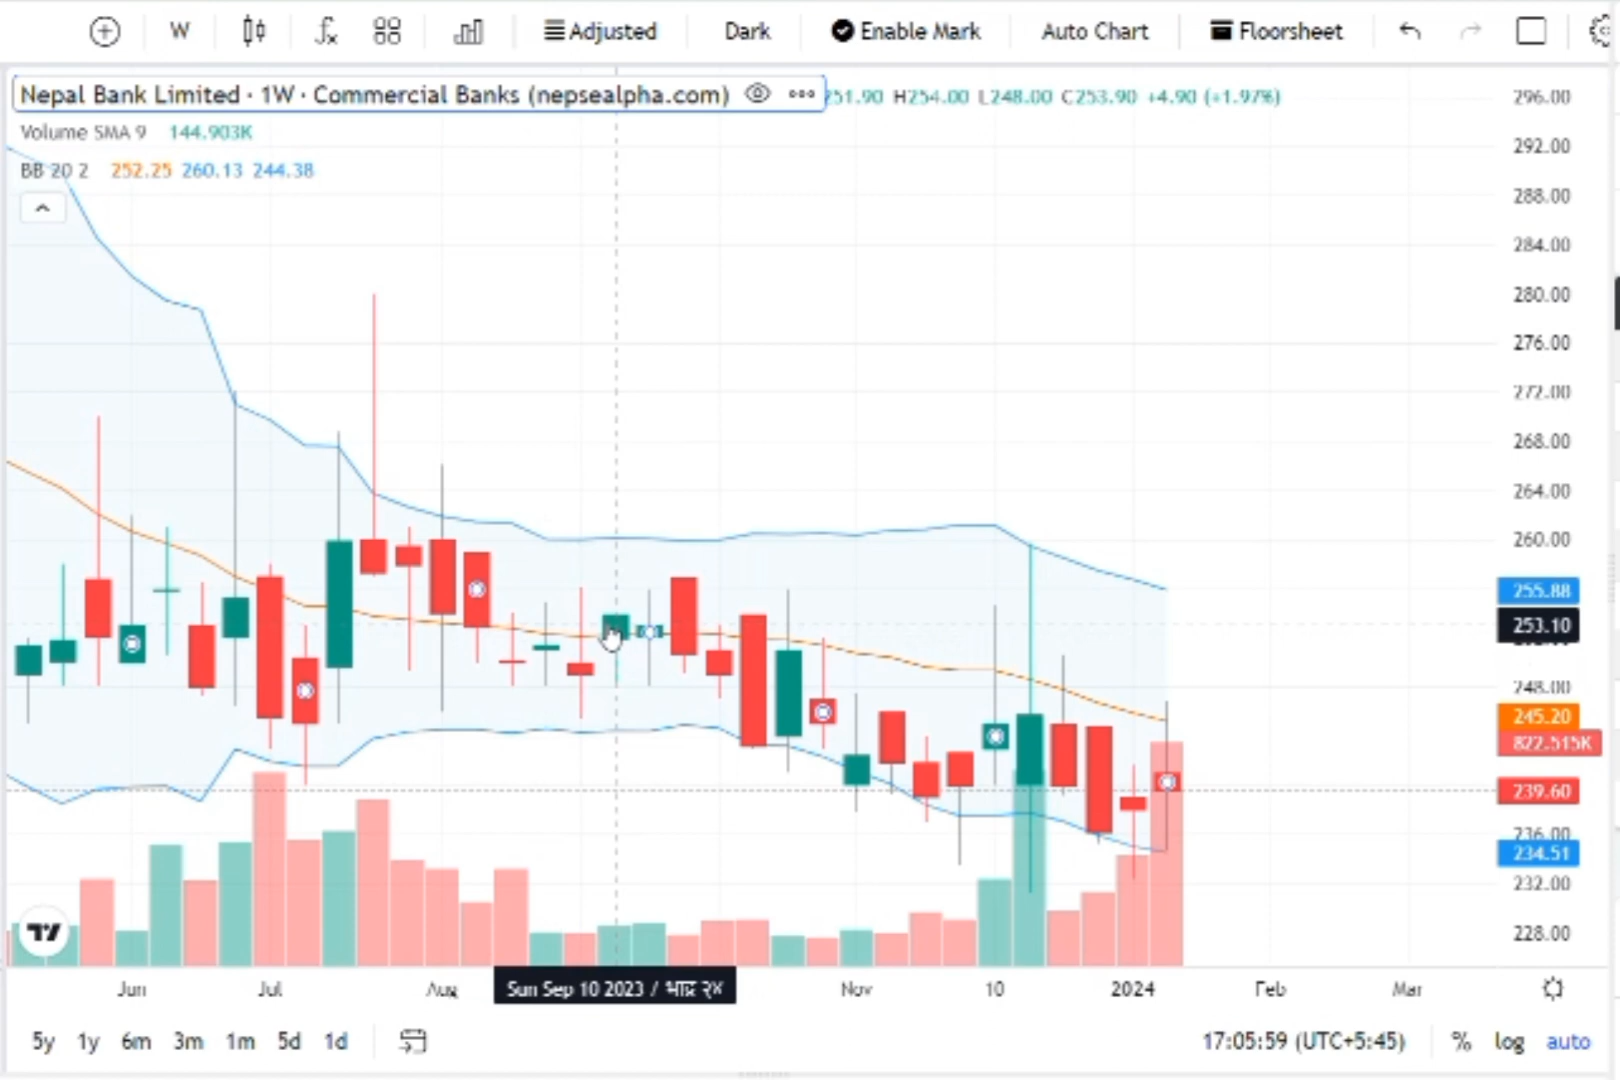 W Adjusted Dark Enable Mark Auto Chart Floorsheet
Nepal Bank Limited · 1W · Commercial Banks (nepsealpha.com) 251.90 H254.00 L248.00 C253.90 +4.90 (+1.97%)
Volume SMA 9 144.903K
BB 20 2 252.25 260.13 244.38
296.00
292.00
288.00
284.00
280.00
276.00
272.00
268.00
264.00
260.00
255.88
253.10
248.00
245.20
822.515K
239.60
236.00
234.51
232.00
228.00
Jun Jul Aug Sun Sep 10 2023 / भाद्र २४ Nov 10 2024 Feb Mar
5y 1y 6m 3m 1m 5d 1d 17:05:59 (UTC+5:45) % log auto